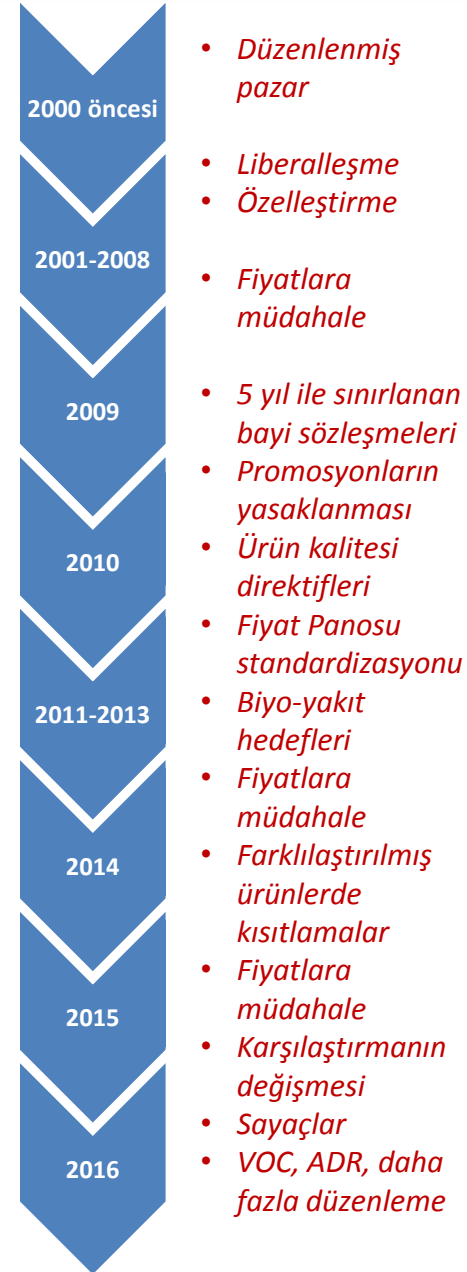 2000 öncesi
• Düzenlenmiş
pazar
• Liberalleşme
• Özelleştirme
2001-2008
• Fiyatlara
müdahale
2009
• 5 yıl ile sınırlanan
bayi sözleşmeleri
• Promosyonların
yasaklanması
2010
• Ürün kalitesi
direktifleri
• Fiyat Panosu
standardizasyonu
2011-2013
• Biyo-yakıt
hedefleri
• Fiyatlara
müdahale
2014
• Farklılaştırılmış
ürünlerde
kısıtlamalar
• Fiyatlara
müdahale
2015
• Karşılaştırmanın
değişmesi
• Sayaçlar
2016
• VOC, ADR, daha
fazla düzenleme